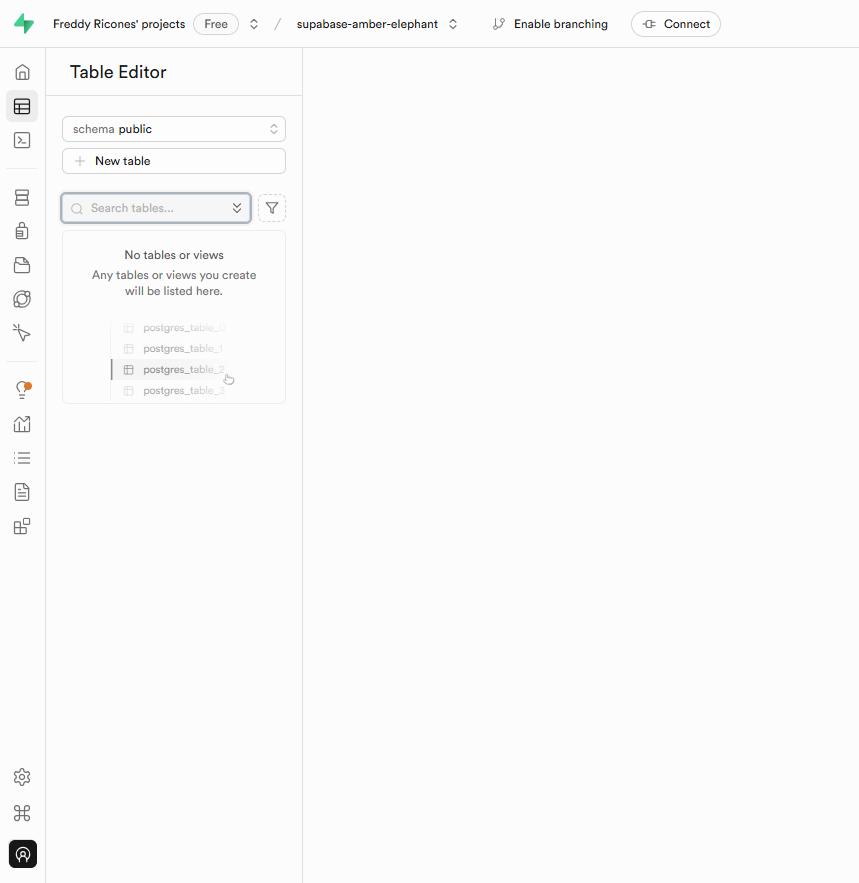 Freddy Ricones' projects Free / supabase-amber-elephant Enable branching Connect
Table Editor
schema public
New table
Search tables...
No tables or views
Any tables or views you create
will be listed here.
postgres_table_0
postgres_table_1
postgres_table_2
postgres_table_3